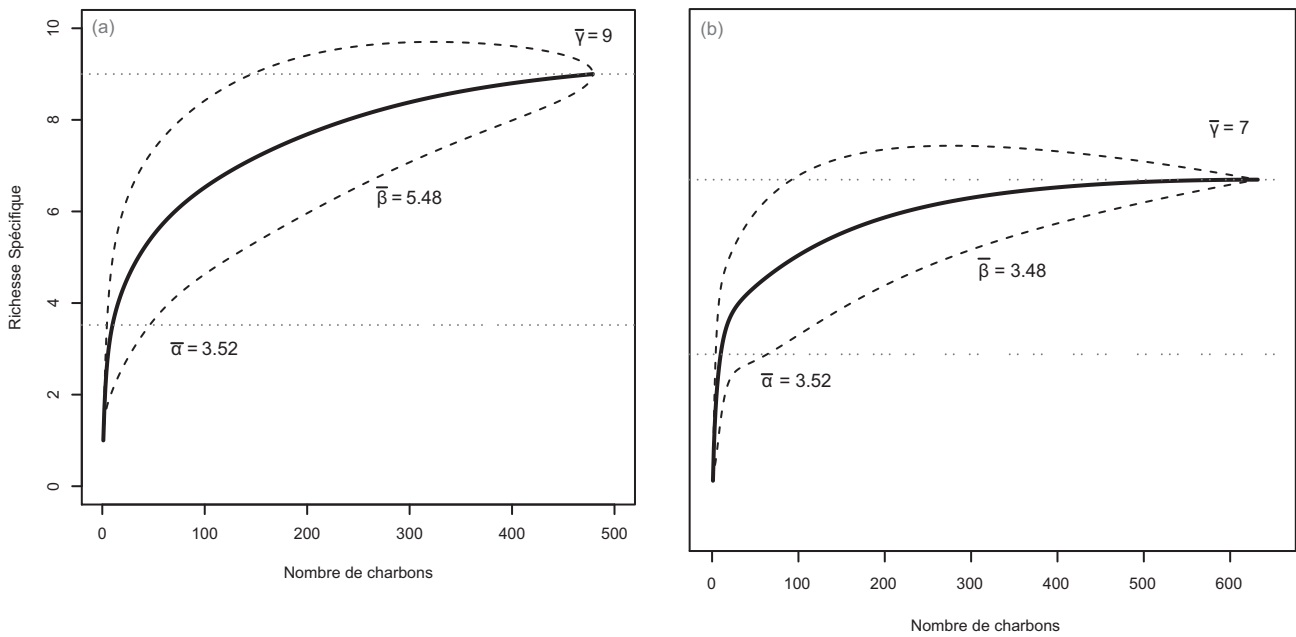 (a)
γ̅ = 9
β̅ = 5.48
α̅ = 3.52
Richesse Spécifique
10
8
6
4
2
0
0 100 200 300 400 500
Nombre de charbons
(b)
γ̅ = 7
β̅ = 3.48
α̅ = 3.52
0 100 200 300 400 500 600
Nombre de charbons